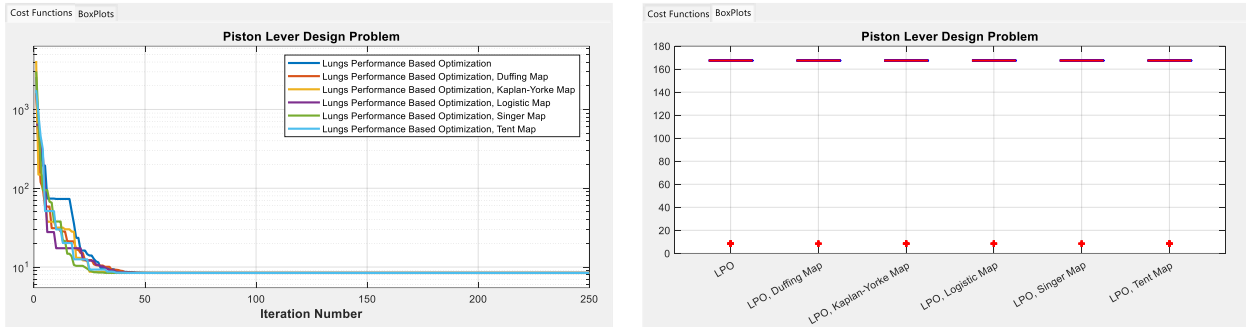 Cost Functions BoxPlots
Piston Lever Design Problem
Lungs Performance Based Optimization
Lungs Performance Based Optimization, Duffing Map
Lungs Performance Based Optimization, Kaplan-Yorke Map
Lungs Performance Based Optimization, Logistic Map
Lungs Performance Based Optimization, Singer Map
Lungs Performance Based Optimization, Tent Map
10^3
10^2
10^1
0 50 100 150 200 250
Iteration Number
Cost Functions BoxPlots
Piston Lever Design Problem
180
160
140
120
100
80
60
40
20
0
LPO
LPO, Duffing Map
LPO, Kaplan-Yorke Map
LPO, Logistic Map
LPO, Singer Map
LPO, Tent Map